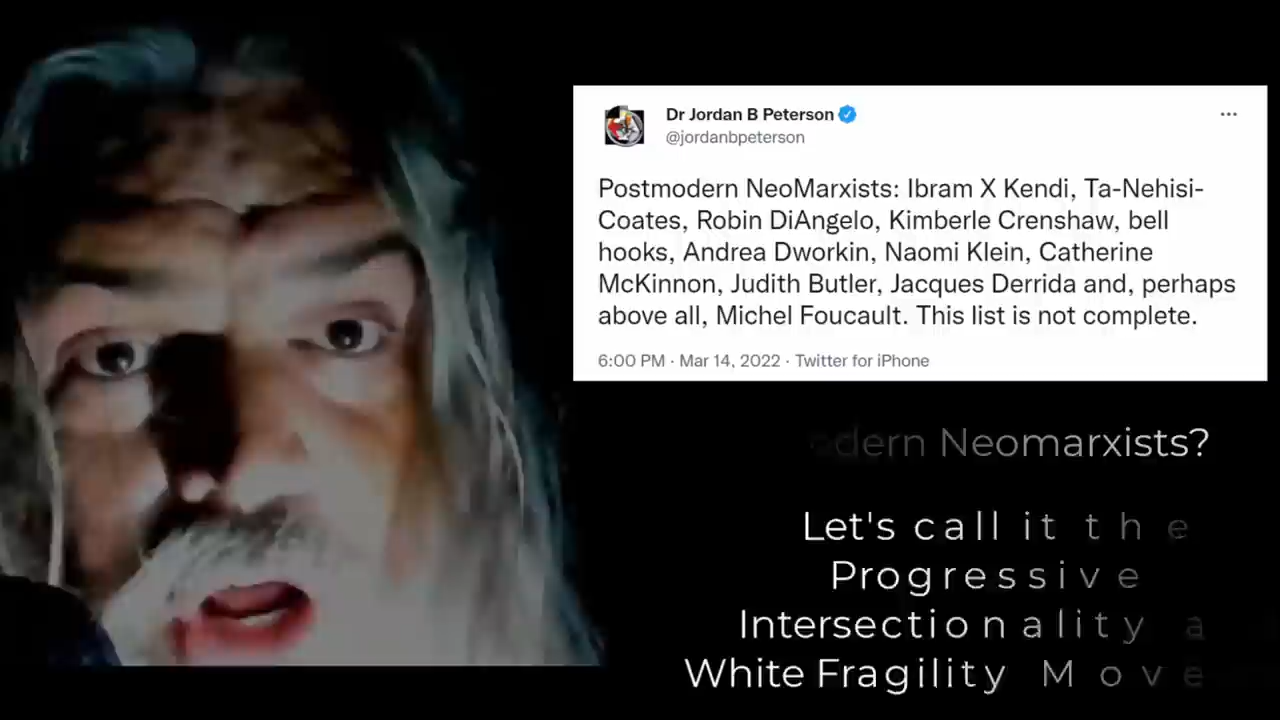 Dr Jordan B Peterson
@jordanbpeterson
Postmodern NeoMarxists: Ibram X Kendi, Ta-Nehisi-
Coates, Robin DiAngelo, Kimberle Crenshaw, bell
hooks, Andrea Dworkin, Naomi Klein, Catherine
McKinnon, Judith Butler, Jacques Derrida and, perhaps
above all, Michel Foucault. This list is not complete.
6:00 PM · Mar 14, 2022 · Twitter for iPhone
odern Neomarxists?
Let's call it the
Progressive
Intersectionality a
White Fragility Move